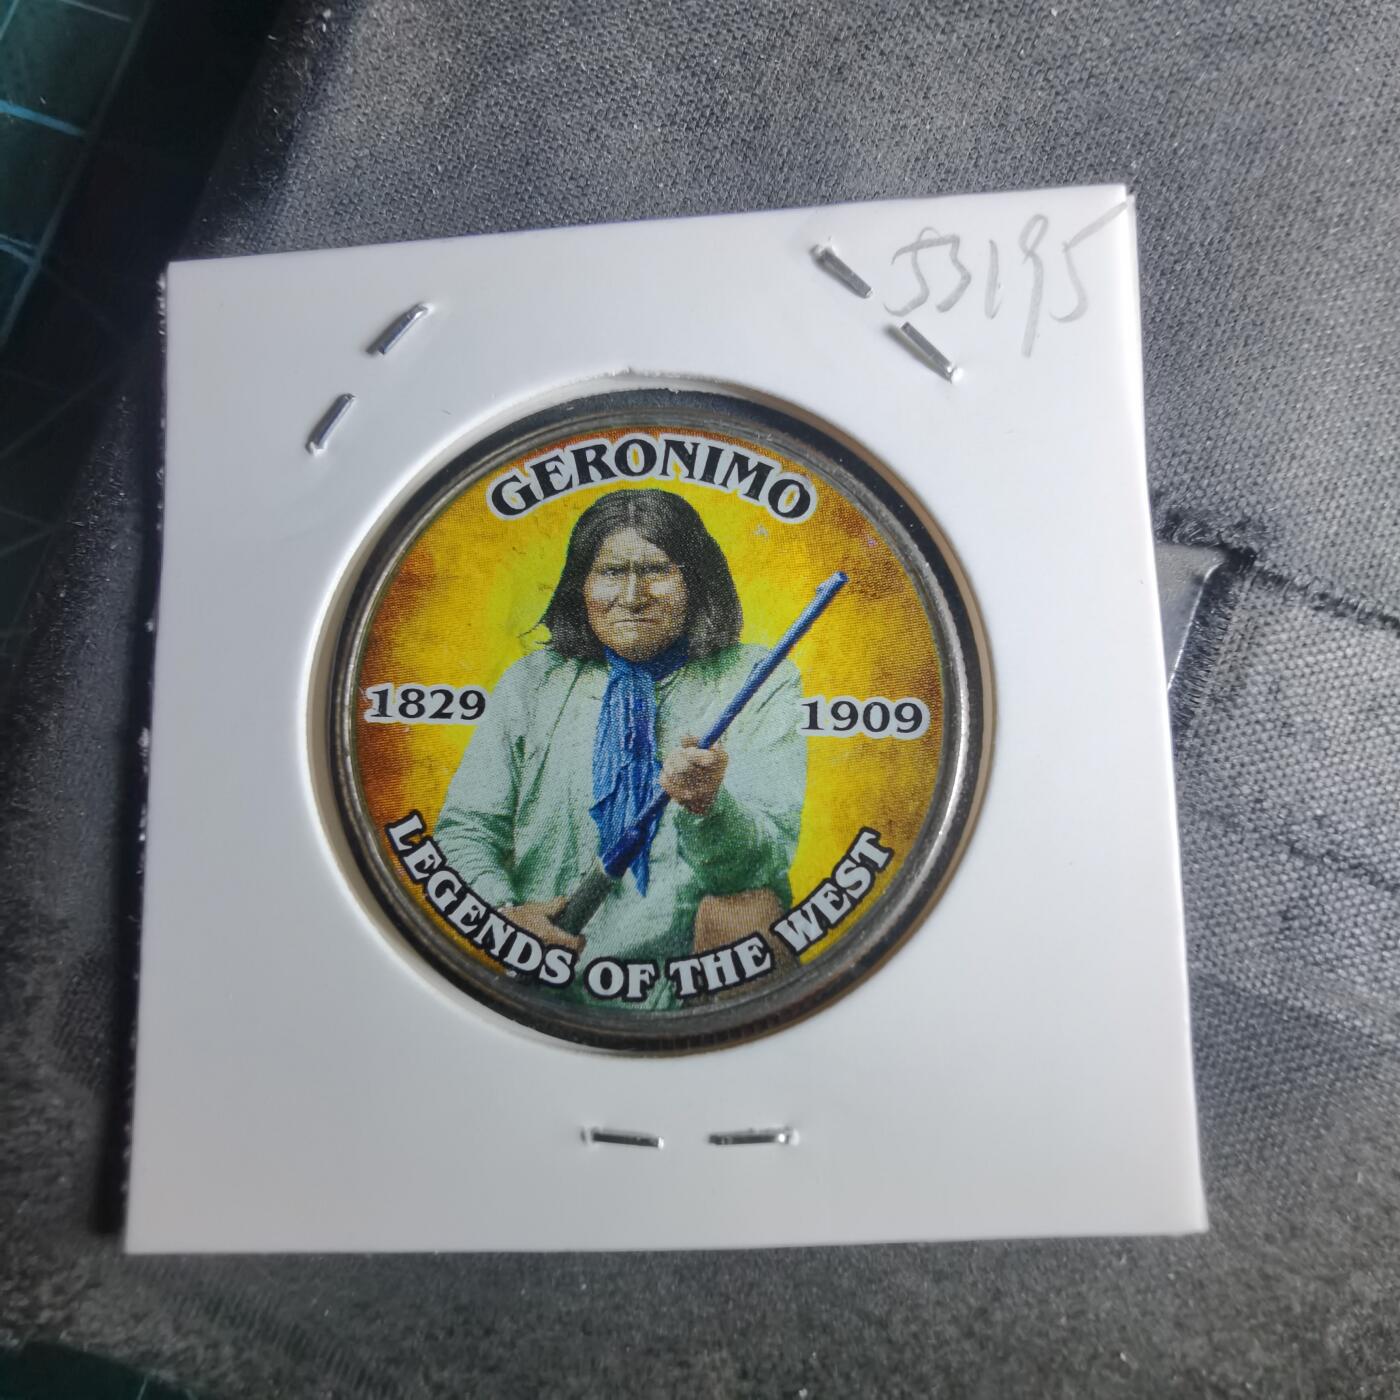 53195
GERONIMO
1829
1909
LEGENDS OF THE WEST